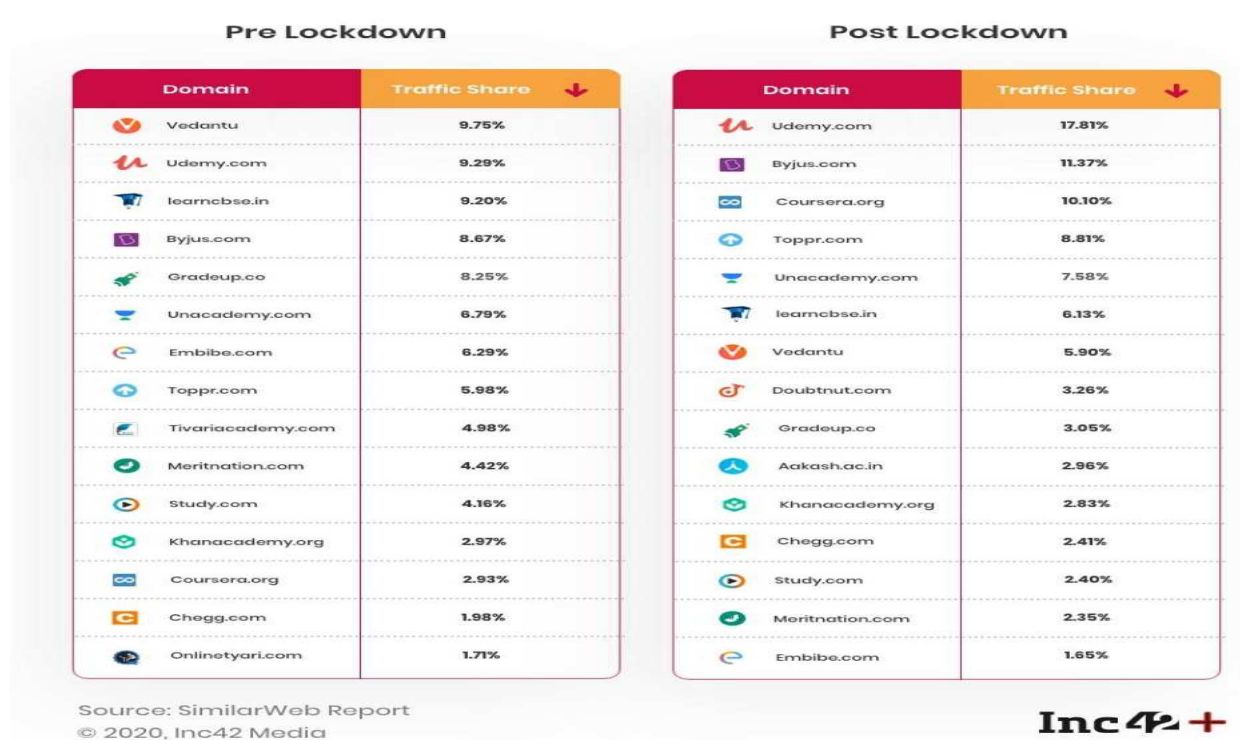 Pre Lockdown
Domain Traffic Share
Vedantu 9.75%
Udemy.com 9.29%
learncbse.in 9.20%
Byjus.com 8.67%
Gradeup.co 8.25%
Unacademy.com 6.79%
Embibe.com 6.29%
Toppr.com 5.98%
Tivariacademy.com 4.98%
Meritnation.com 4.42%
Study.com 4.16%
Khanacademy.org 2.97%
Coursera.org 2.93%
Chegg.com 1.98%
Onlinetyari.com 1.71%
Post Lockdown
Domain Traffic Share
Udemy.com 17.81%
Byjus.com 11.37%
Coursera.org 10.10%
Toppr.com 8.81%
Unacademy.com 7.58%
learncbse.in 6.13%
Vedantu 5.90%
Doubtnut.com 3.26%
Gradeup.co 3.05%
Aakash.ac.in 2.96%
Khanacademy.org 2.83%
Chegg.com 2.41%
Study.com 2.40%
Meritnation.com 2.35%
Embibe.com 1.65%
Source: SimilarWeb Report
© 2020, Inc42 Media
Inc42+